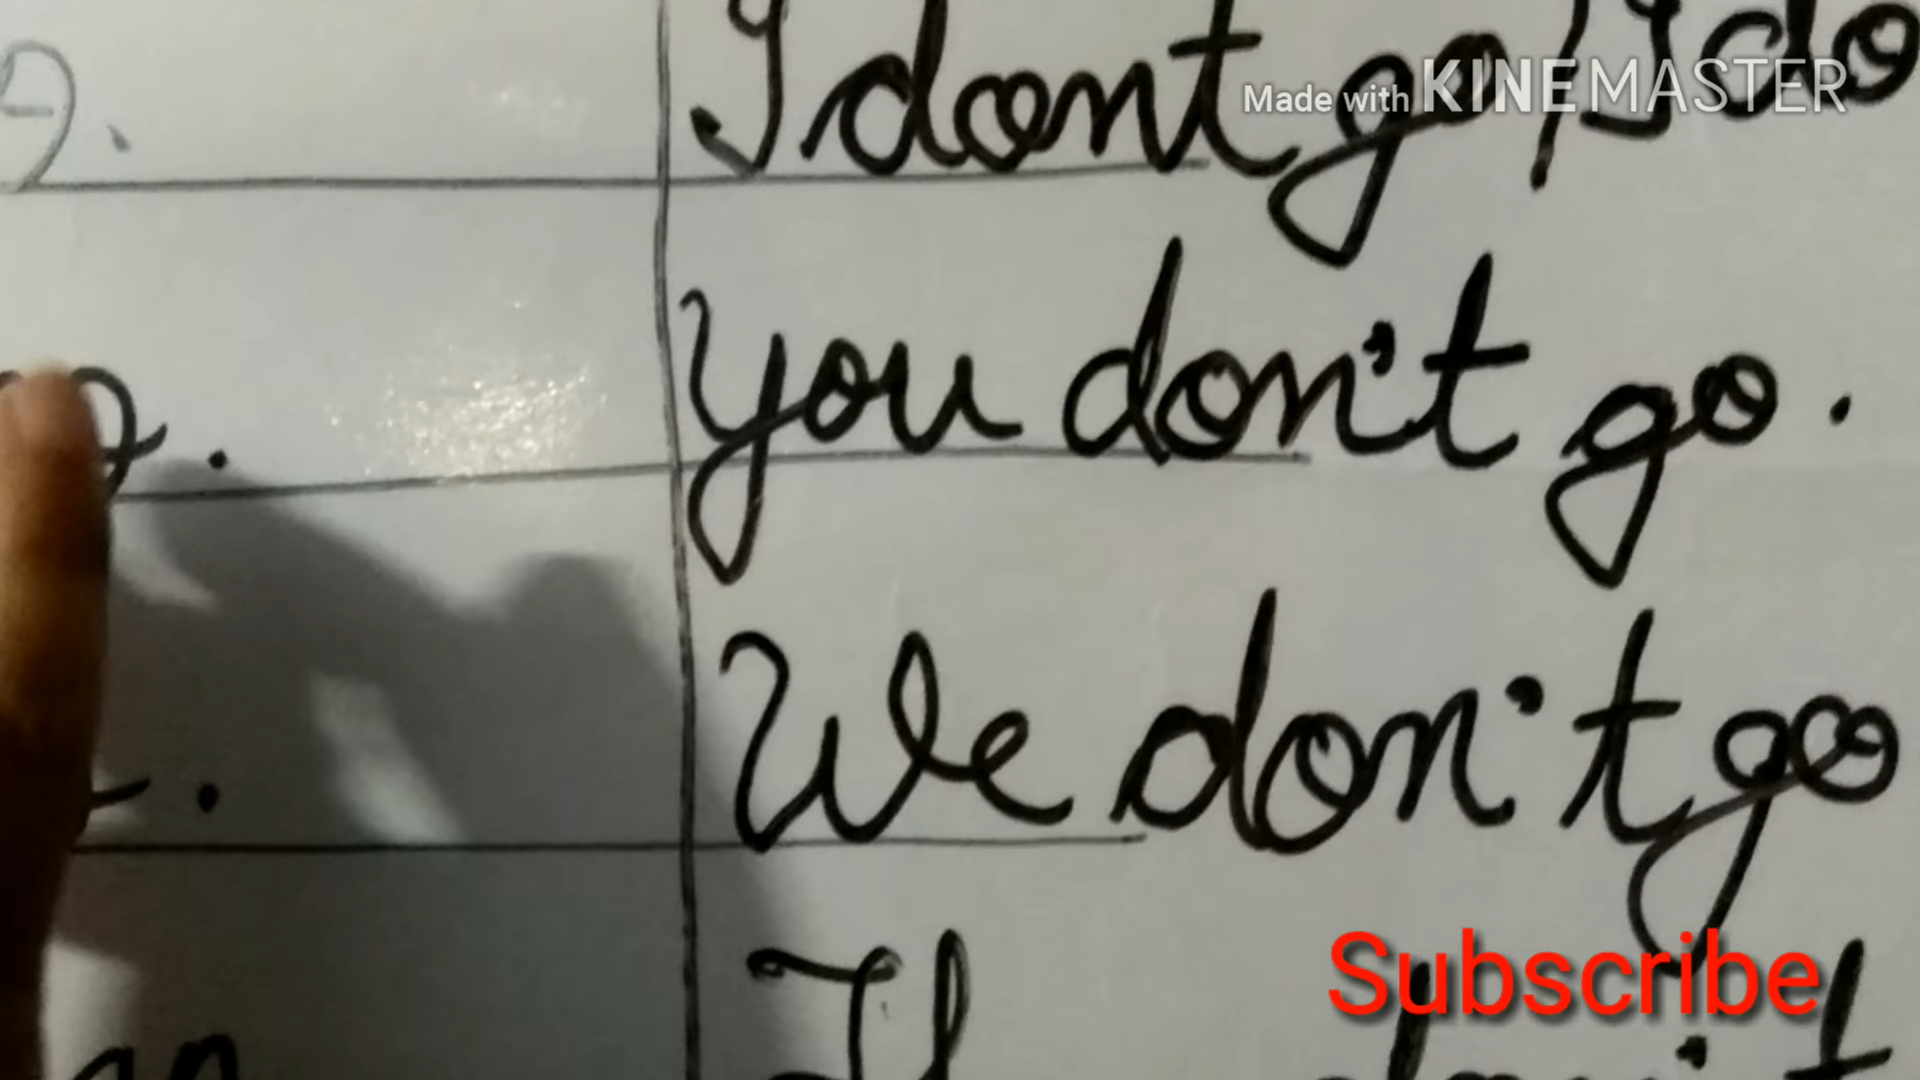 I dont go / I do
Made with KINEMASTER
you don't go.
We don't go
Subscribe